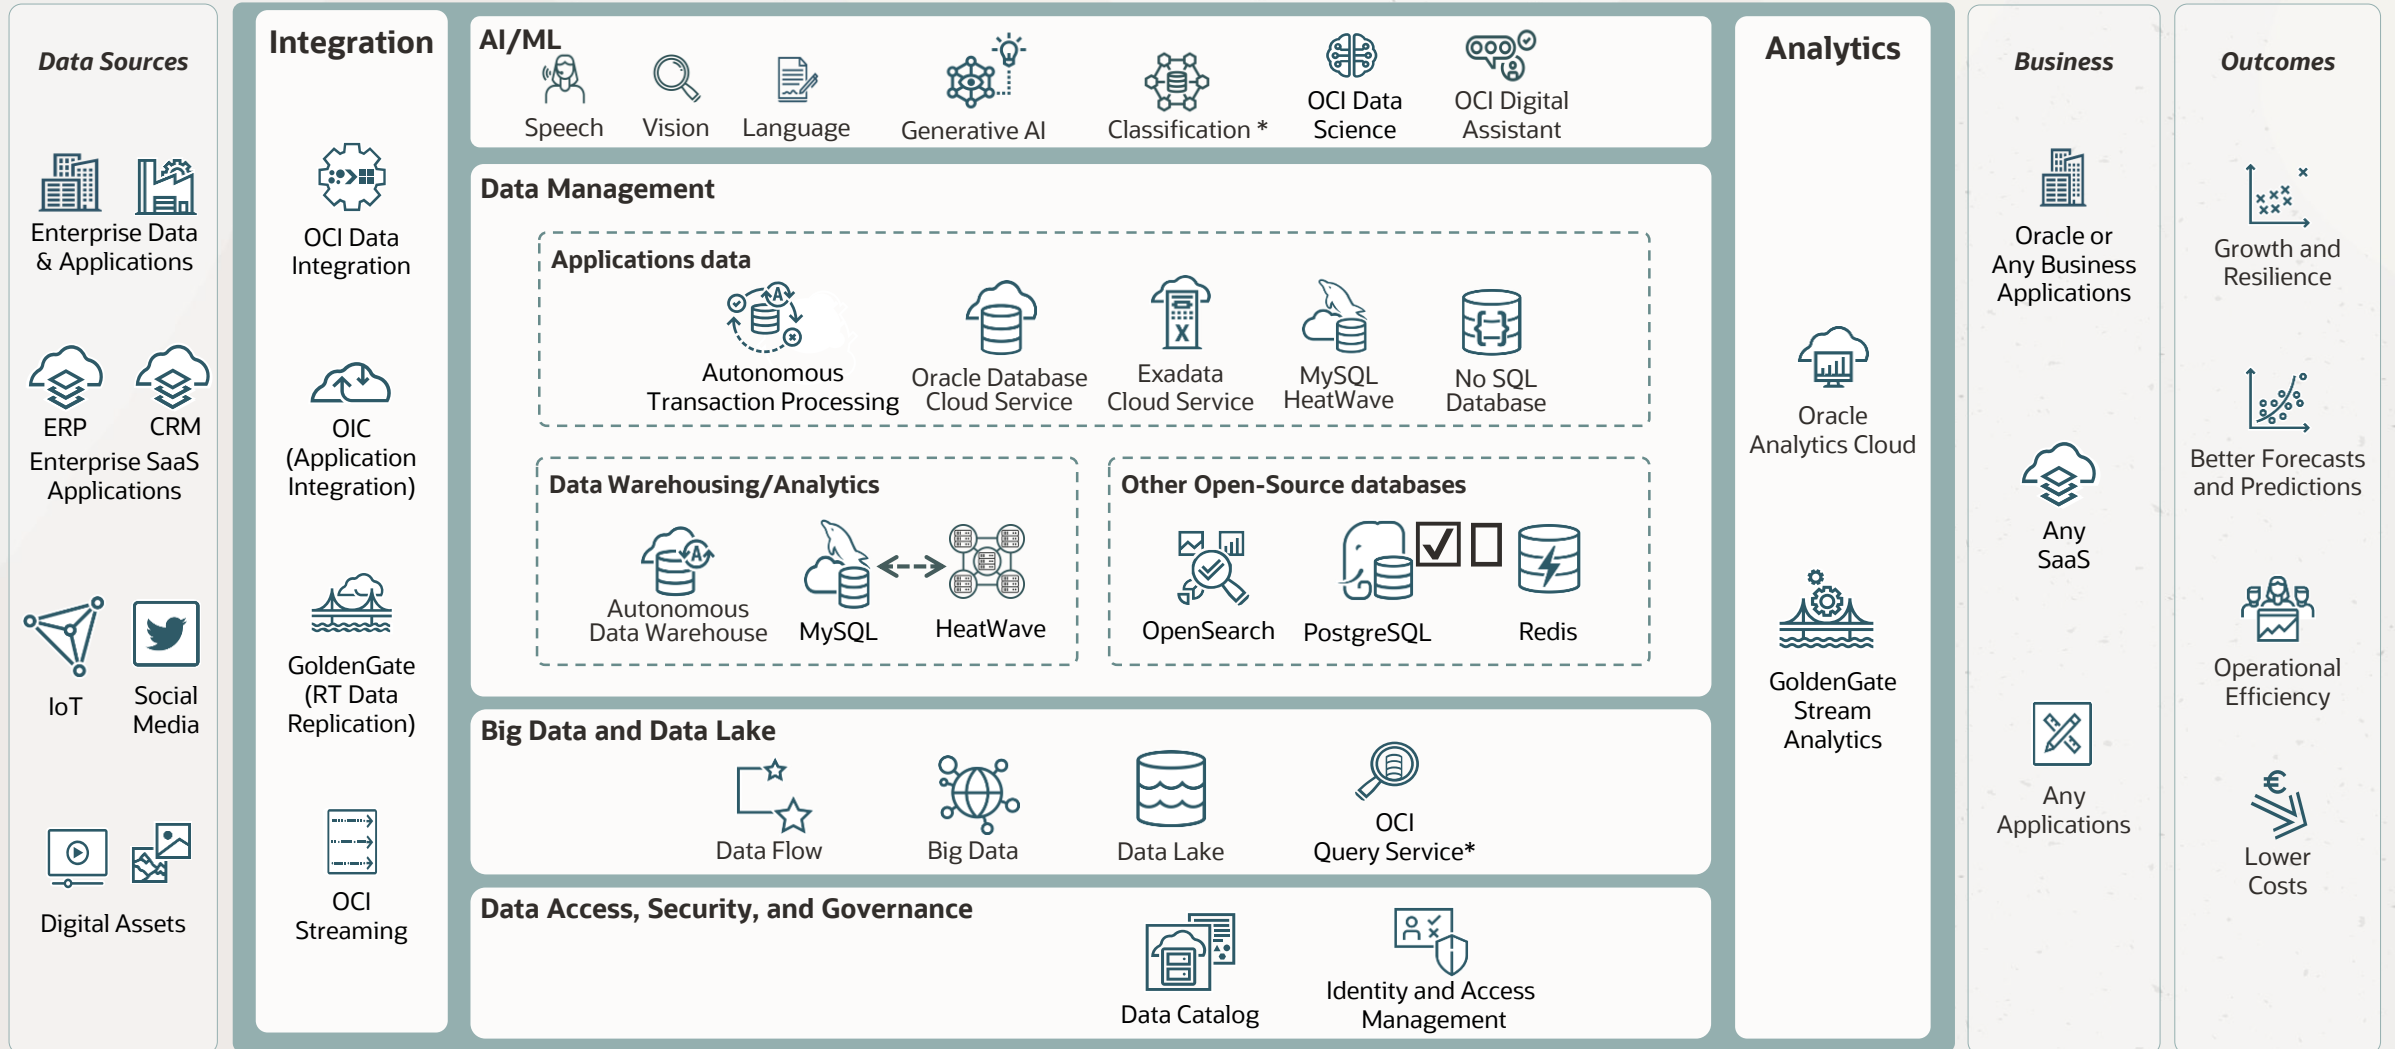 Data Sources
Enterprise Data
& Applications
ERP
CRM
Enterprise SaaS
Applications
IoT
Social
Media
Digital Assets
Integration
OCI Data
Integration
OIC
(Application
Integration)
GoldenGate
(RT Data
Replication)
OCI
Streaming
AI/ML
Speech
Vision
Language
Generative AI
Classification *
OCI Data
Science
OCI Digital
Assistant
Data Management
Applications data
A
Autonomous
Transaction Processing
Oracle Database
Cloud Service
X
Exadata
Cloud Service
MySQL
HeatWave
{-}
No SQL
Database
Data Warehousing/Analytics
A
Autonomous
Data Warehouse
MySQL
HeatWave
Other Open-Source databases
OpenSearch
PostgreSQL
Redis
Big Data and Data Lake
Data Flow
Big Data
Data Lake
OCI
Query Service*
Data Access, Security, and Governance
Data Catalog
Identity and Access
Management
Analytics
Oracle
Analytics Cloud
GoldenGate
Stream
Analytics
Business
Oracle or
Any Business
Applications
Any
SaaS
Any
Applications
Outcomes
Growth and
Resilience
Better Forecasts
and Predictions
Operational
Efficiency
€
Lower
Costs